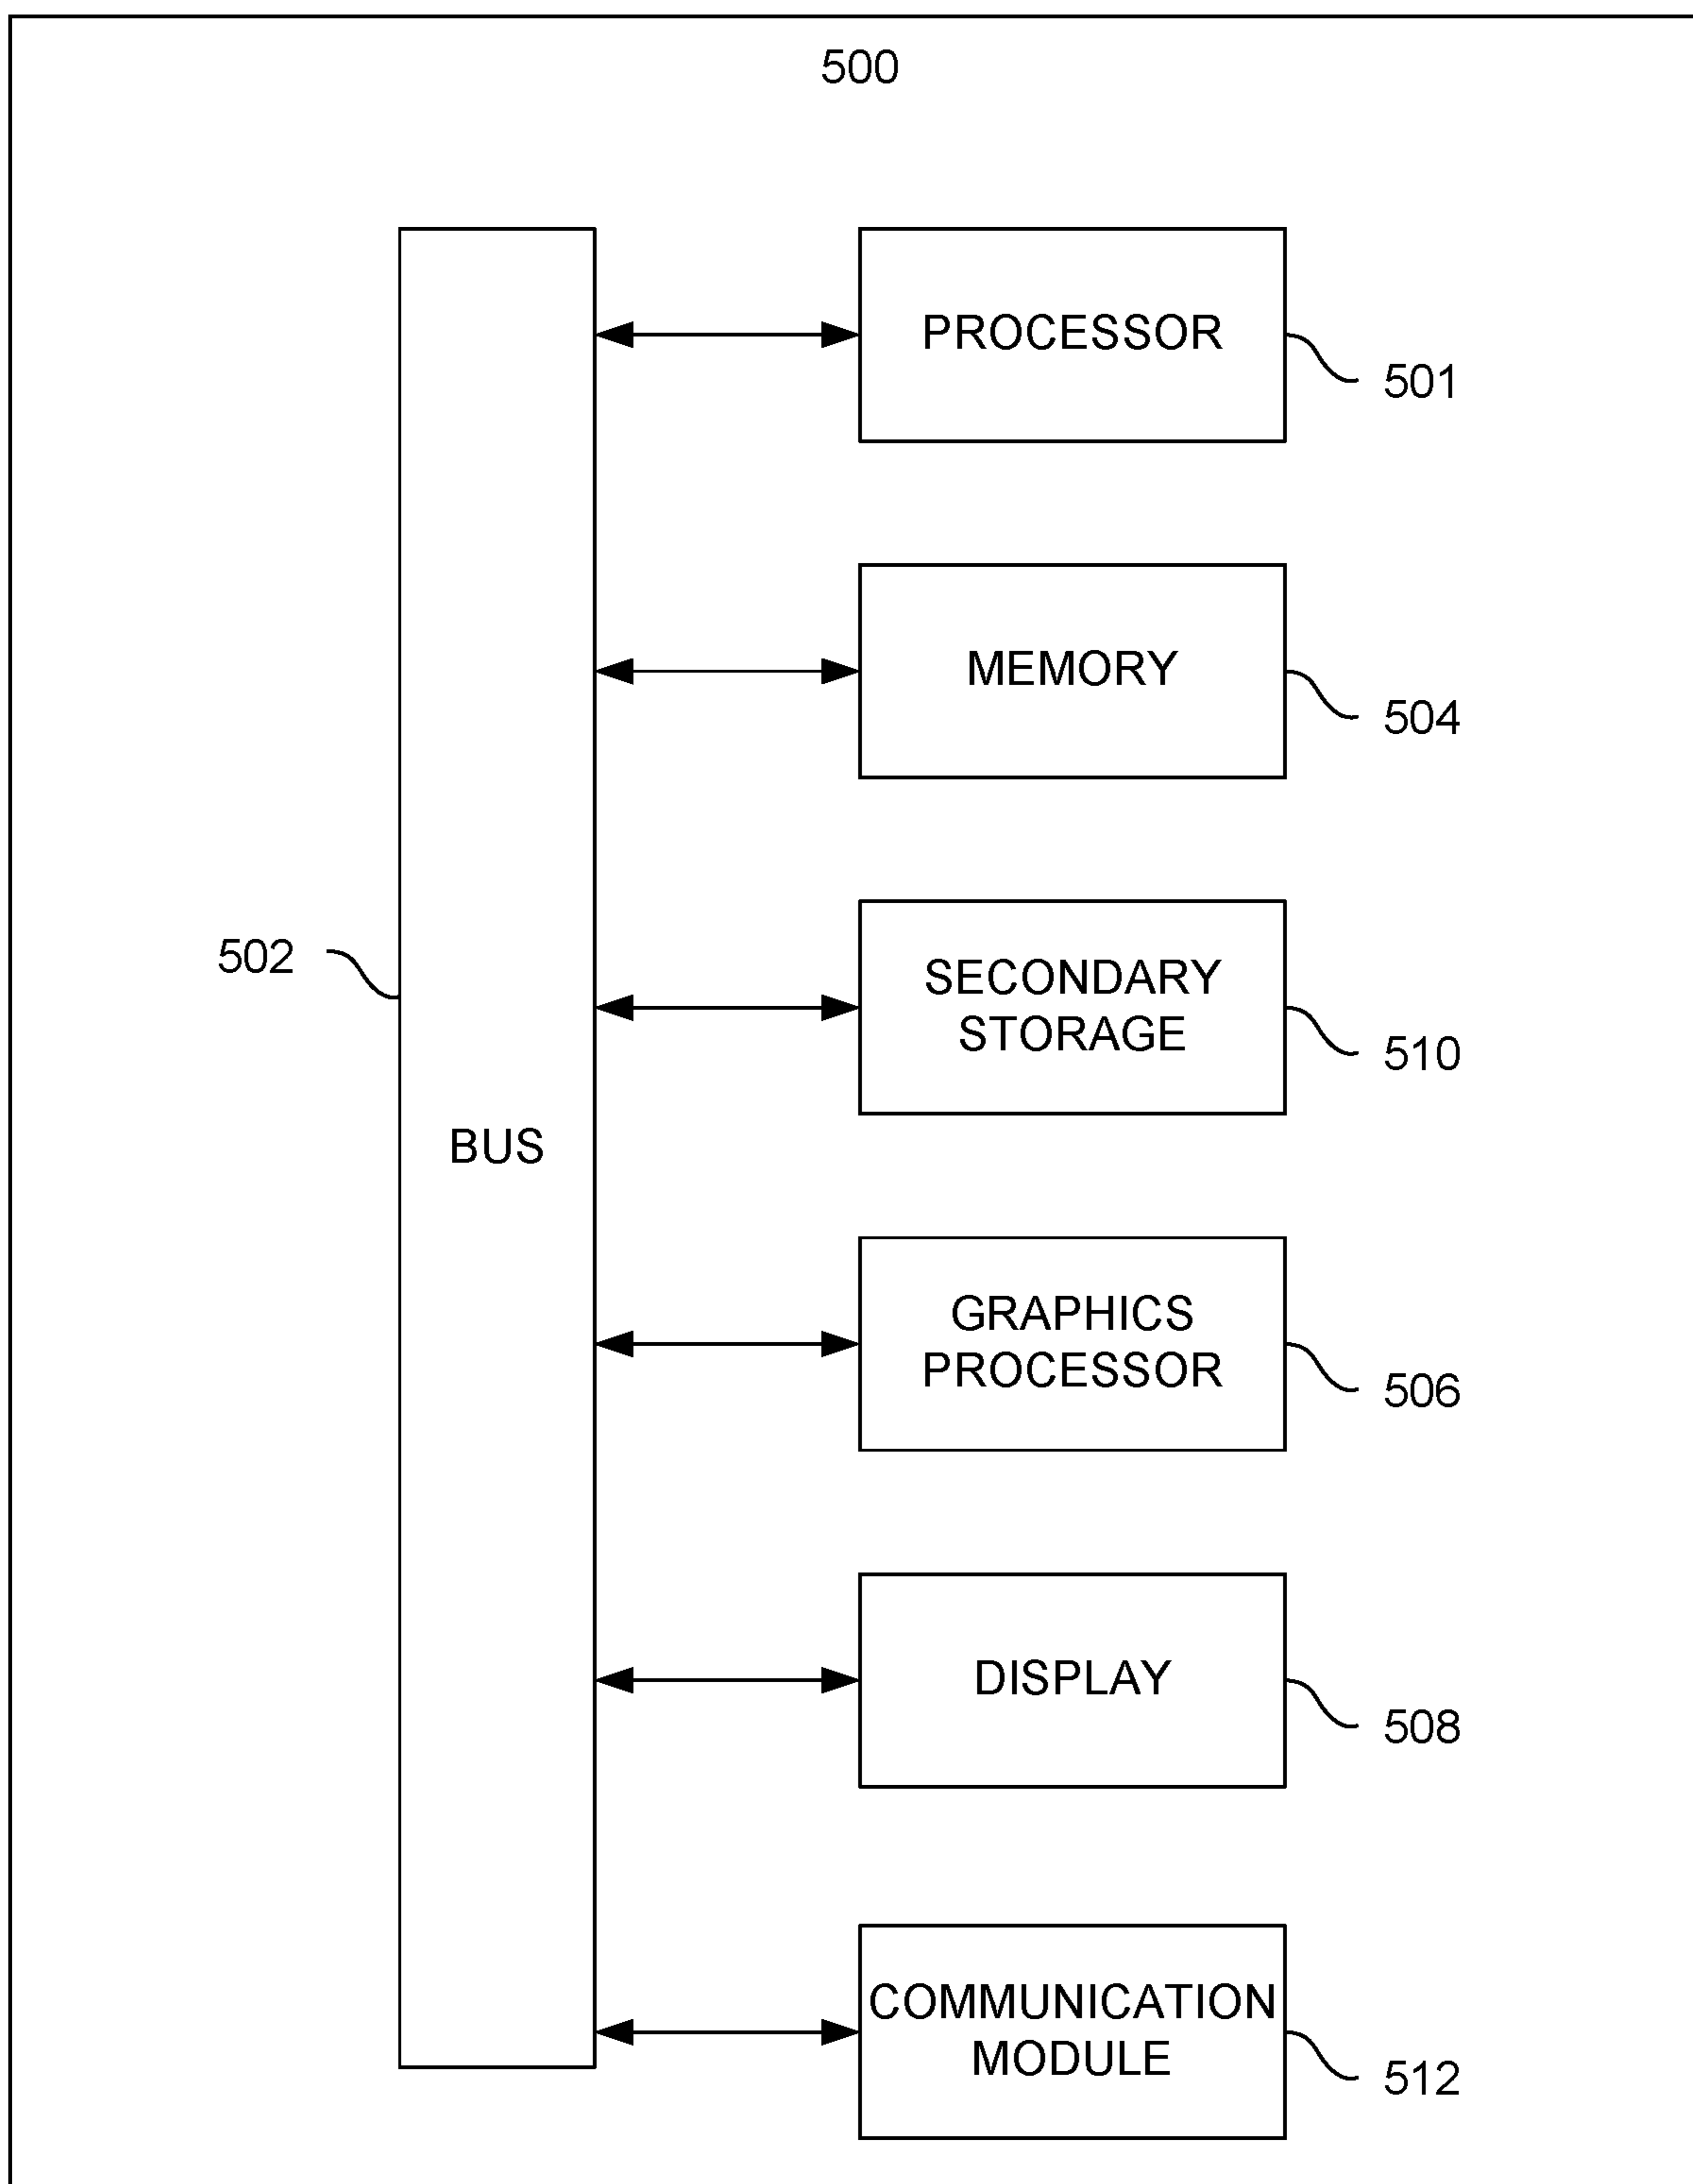 500
PROCESSOR
501
MEMORY
504
502
SECONDARY
STORAGE
510
BUS
GRAPHICS
PROCESSOR
506
DISPLAY
508
COMMUNICATION
MODULE
512